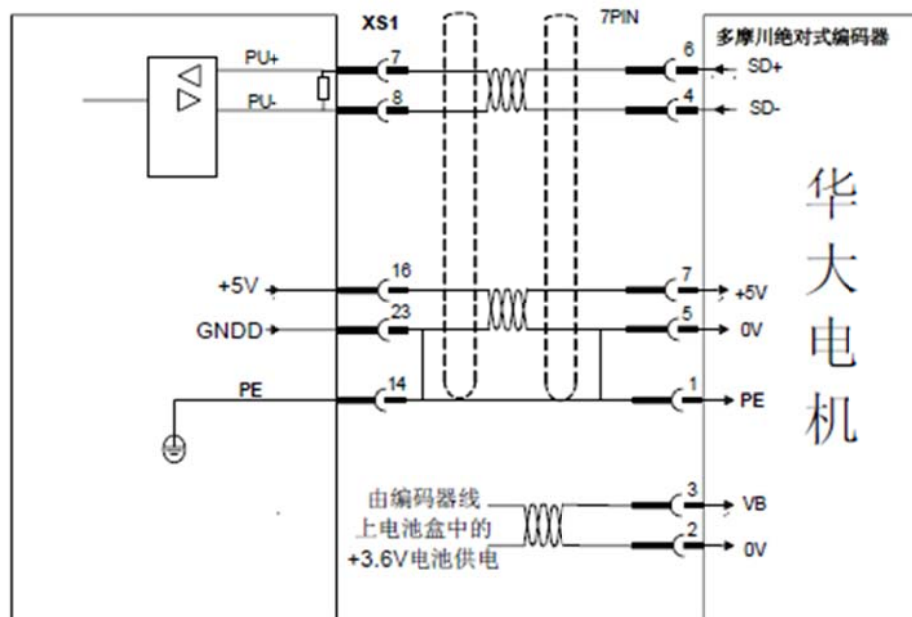 XS1
7PIN
多摩川绝对式编码器
PU+
7
6
SD+
PU-
8
4
SD-
华大电机
+5V
16
7
+5V
GNDD
23
5
0V
PE
14
1
PE
由编码器线
上电池盒中的
+3.6V电池供电
3
VB
2
0V